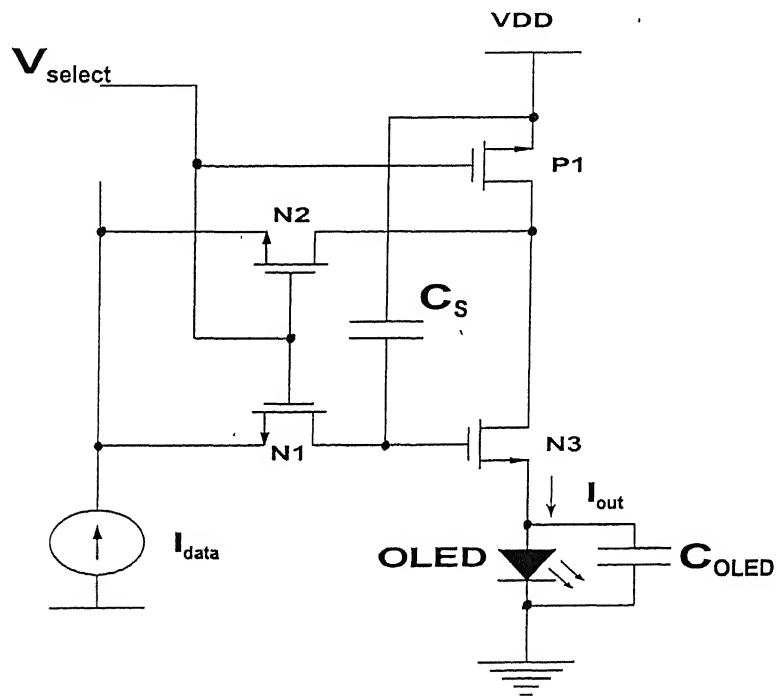 VDD
Vselect
P1
N2
CS
N1
N3
Iout
Idata
OLED
COLED